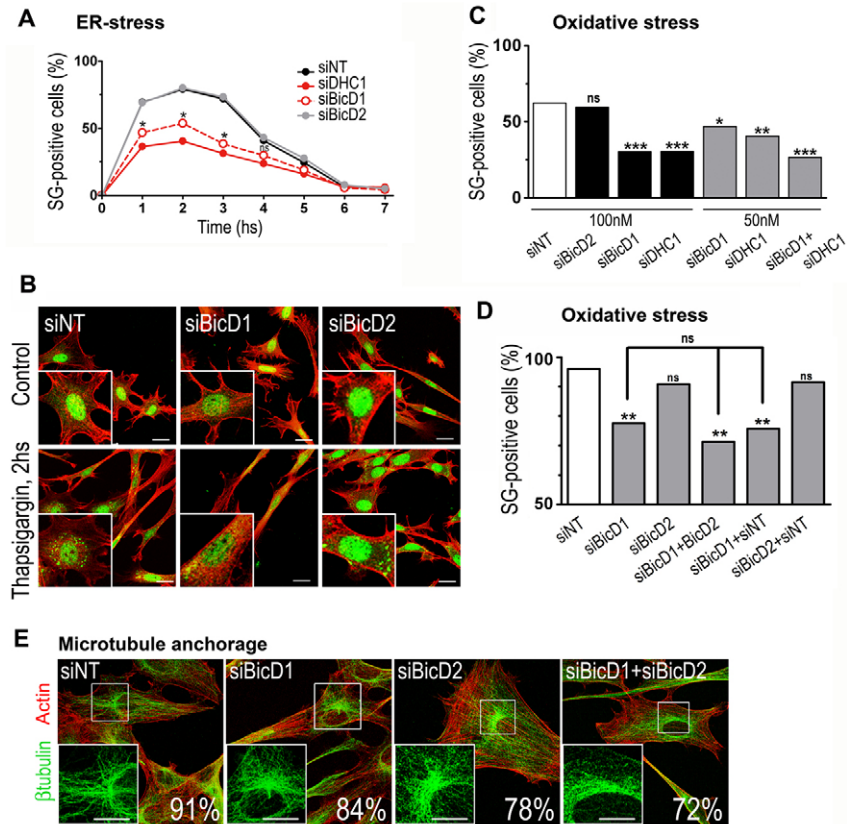 A
ER-stress
SG-positive cells (%)
100
50
0
siNT
siDHC1
siBicD1
siBicD2
*
*
*
ns
0 1 2 3 4 5 6 7
Time (hs)
C
Oxidative stress
SG-positive cells (%)
100
50
0
ns
***
***
*
**
***
100nM
50nM
siNT
siBicD2
siBicD1
siDHC1
siBicD1
siDHC1
siBicD1+
siDHC1
B
siNT
siBicD1
siBicD2
Control
Thapsigargin, 2hs
D
Oxidative stress
SG-positive cells (%)
100
50
ns
**
ns
**
**
ns
siNT
siBicD1
siBicD2
siBicD1+BicD2
siBicD1+siNT
siBicD2+siNT
E
Microtubule anchorage
siNT
siBicD1
siBicD2
siBicD1+siBicD2
βtubulin Actin
91%
84%
78%
72%